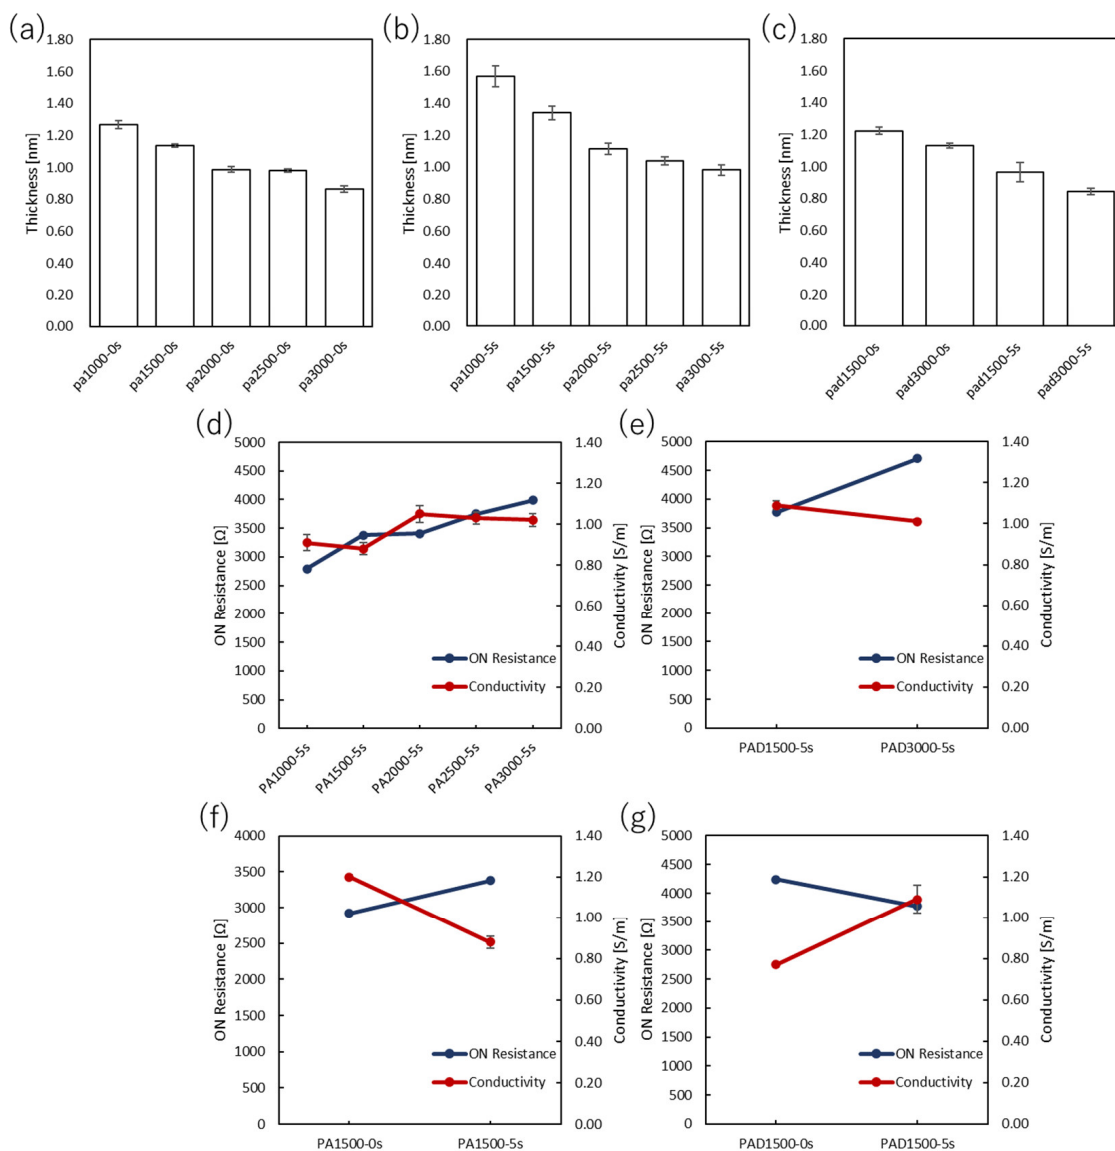 (a)
1.80
1.60
1.40
1.20
1.00
0.80
0.60
0.40
0.20
0.00
Thickness [nm]
pa1000-0s
pa1500-0s
pa2000-0s
pa2500-0s
pa3000-0s
(b)
1.80
1.60
1.40
1.20
1.00
0.80
0.60
0.40
0.20
0.00
Thickness [nm]
pa1000-5s
pa1500-5s
pa2000-5s
pa2500-5s
pa3000-5s
(c)
1.80
1.60
1.40
1.20
1.00
0.80
0.60
0.40
0.20
0.00
Thickness [nm]
pad1500-0s
pad3000-0s
pad1500-5s
pad3000-5s
(d)
5000
4500
4000
3500
3000
2500
2000
1500
1000
500
0
ON Resistance [Ω]
1.40
1.20
1.00
0.80
0.60
0.40
0.20
0.00
Conductivity [S/m]
ON Resistance
Conductivity
PA1000-5s
PA1500-5s
PA2000-5s
PA2500-5s
PA3000-5s
(e)
5000
4500
4000
3500
3000
2500
2000
1500
1000
500
0
ON Resistance [Ω]
1.40
1.20
1.00
0.80
0.60
0.40
0.20
0.00
Conductivity [S/m]
ON Resistance
Conductivity
PAD1500-5s
PAD3000-5s
(f)
4000
3500
3000
2500
2000
1500
1000
500
0
ON Resistance [Ω]
1.40
1.20
1.00
0.80
0.60
0.40
0.20
0.00
Conductivity [S/m]
ON Resistance
Conductivity
PA1500-0s
PA1500-5s
(g)
5000
4500
4000
3500
3000
2500
2000
1500
1000
500
0
ON Resistance [Ω]
1.40
1.20
1.00
0.80
0.60
0.40
0.20
0.00
Conductivity [S/m]
ON Resistance
Conductivity
PAD1500-0s
PAD1500-5s